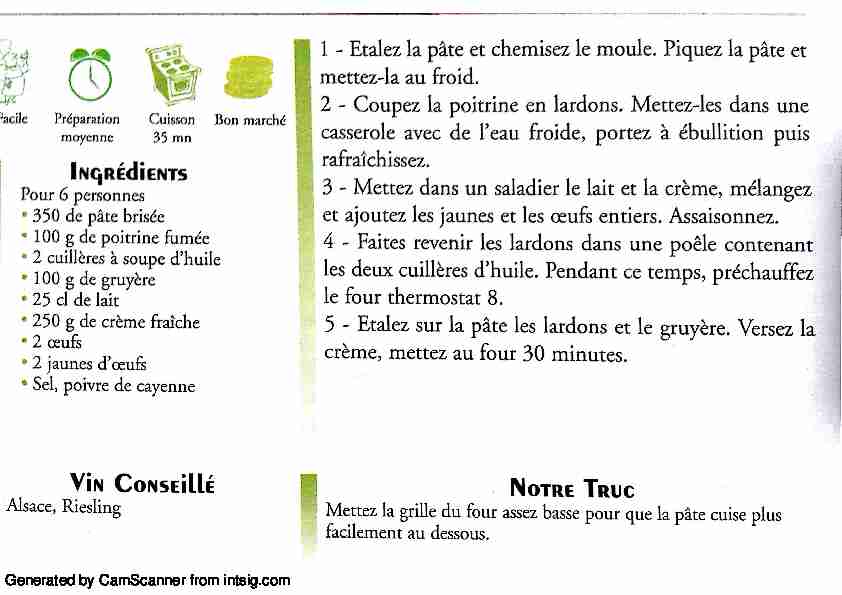 Facile
Préparation
moyenne
Cuisson
35 mn
Bon marché
Ingrédients
Pour 6 personnes
• 350 de pâte brisée
• 100 g de poitrine fumée
• 2 cuillères à soupe d'huile
• 100 g de gruyère
• 25 cl de lait
• 250 g de crème fraîche
• 2 œufs
• 2 jaunes d'œufs
• Sel, poivre de cayenne
Vin Conseillé
Alsace, Riesling
1 - Etalez la pâte et chemisez le moule. Piquez la pâte et
mettez-la au froid.
2 - Coupez la poitrine en lardons. Mettez-les dans une
casserole avec de l'eau froide, portez à ébullition puis
rafraîchissez.
3 - Mettez dans un saladier le lait et la crème, mélangez
et ajoutez les jaunes et les œufs entiers. Assaisonnez.
4 - Faites revenir les lardons dans une poêle contenant
les deux cuillères d'huile. Pendant ce temps, préchauffez
le four thermostat 8.
5 - Etalez sur la pâte les lardons et le gruyère. Versez la
crème, mettez au four 30 minutes.
Notre Truc
Mettez la grille du four assez basse pour que la pâte cuise plus
facilement au dessous.
Generated by CamScanner from intsig.com